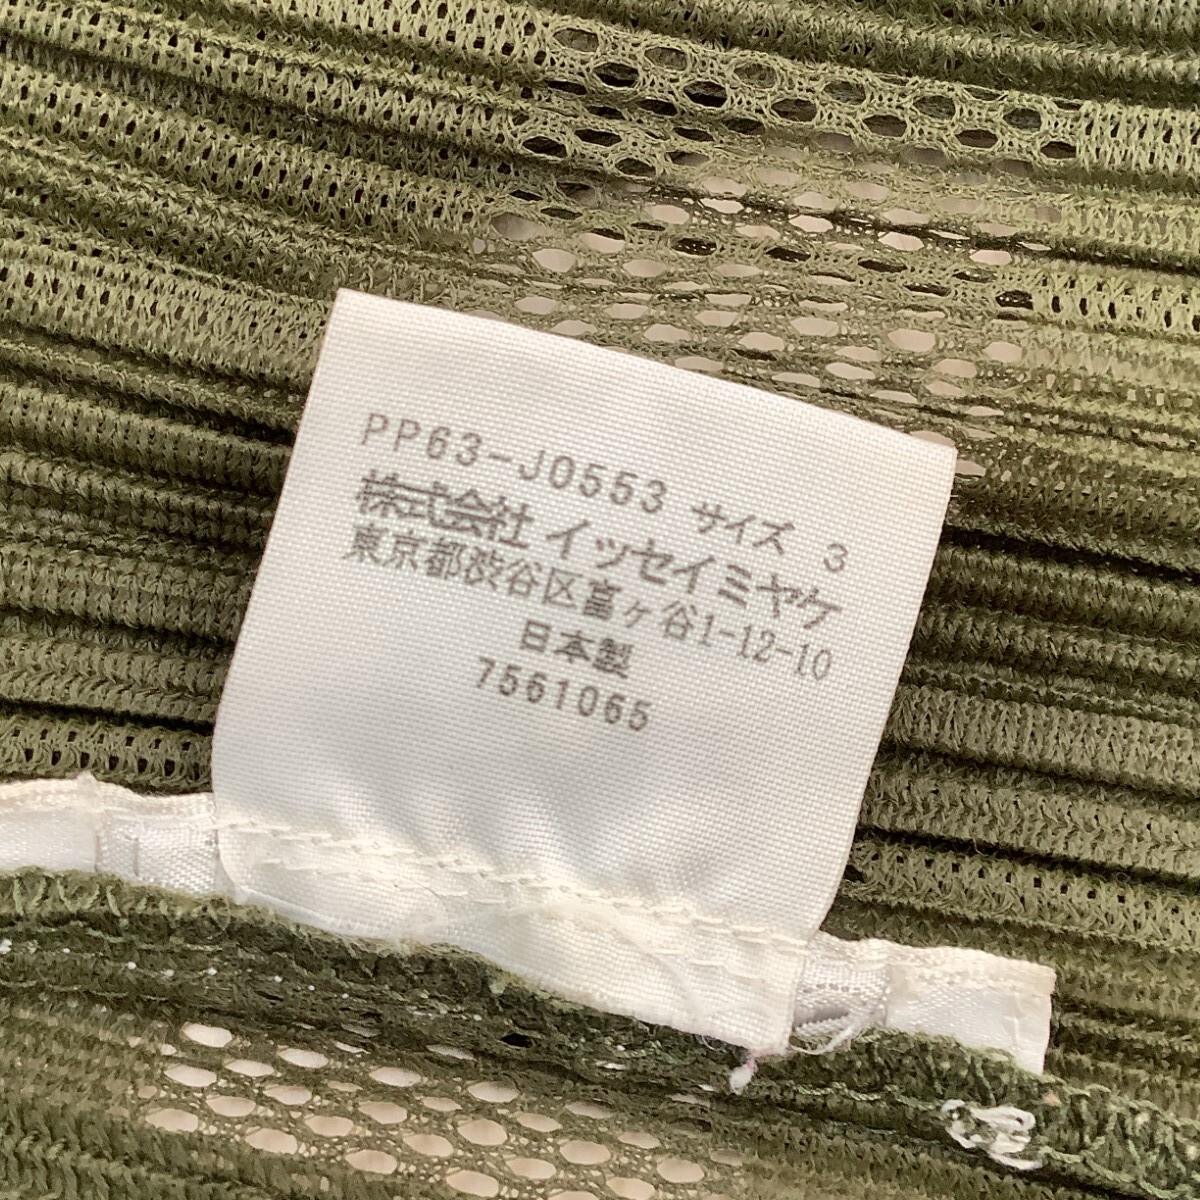 PP63-J0553 サイズ 3
株式会社 イッセイミヤケ
東京都渋谷区富ヶ谷1-12-10
日本製
7561065